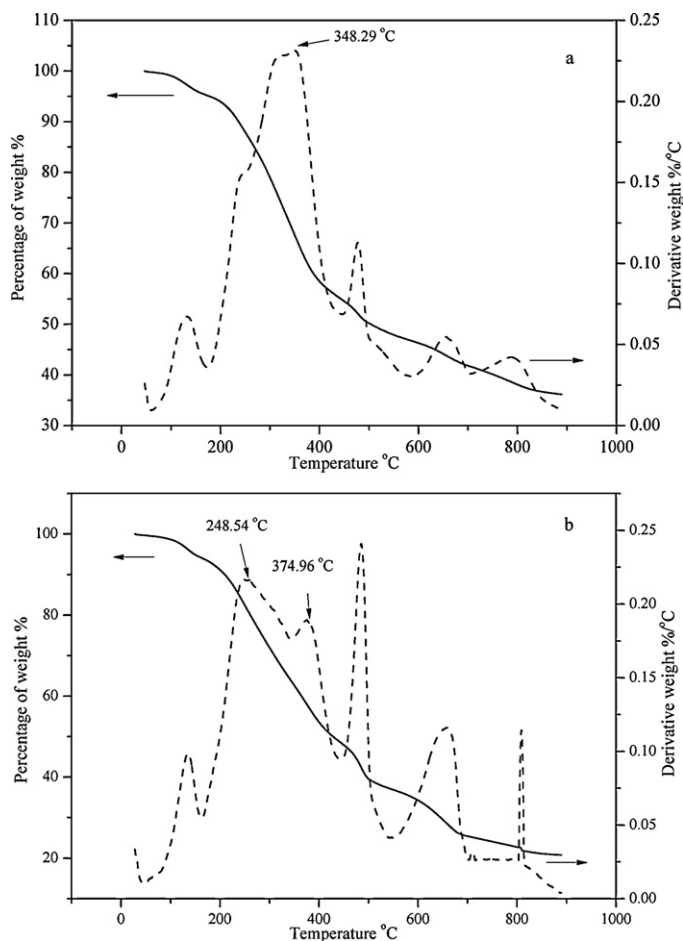 348.29 °C
a
110
100
90
80
70
60
50
40
30
0.25
0.20
0.15
0.10
0.05
0.00
Percentage of weight %
Derivative weight %/°C
0 200 400 600 800 1000
Temperature °C
b
248.54 °C
374.96 °C
100
80
60
40
20
0.25
0.20
0.15
0.10
0.05
0.00
Percentage of weight %
Derivative weight %/°C
0 200 400 600 800 1000
Temperature °C